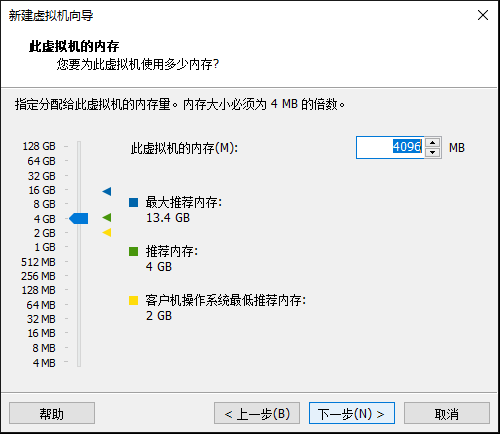 新建虚拟机向导
此虚拟机的内存
您要为此虚拟机使用多少内存?
指定分配给此虚拟机的内存量。内存大小必须为 4 MB 的倍数。
此虚拟机的内存(M): 4096 MB
128 GB
64 GB
32 GB
16 GB
8 GB
4 GB
2 GB
1 GB
512 MB
256 MB
128 MB
64 MB
32 MB
16 MB
8 MB
4 MB
最大推荐内存:
13.4 GB
推荐内存:
4 GB
客户机操作系统最低推荐内存:
2 GB
帮助 < 上一步(B) 下一步(N) > 取消